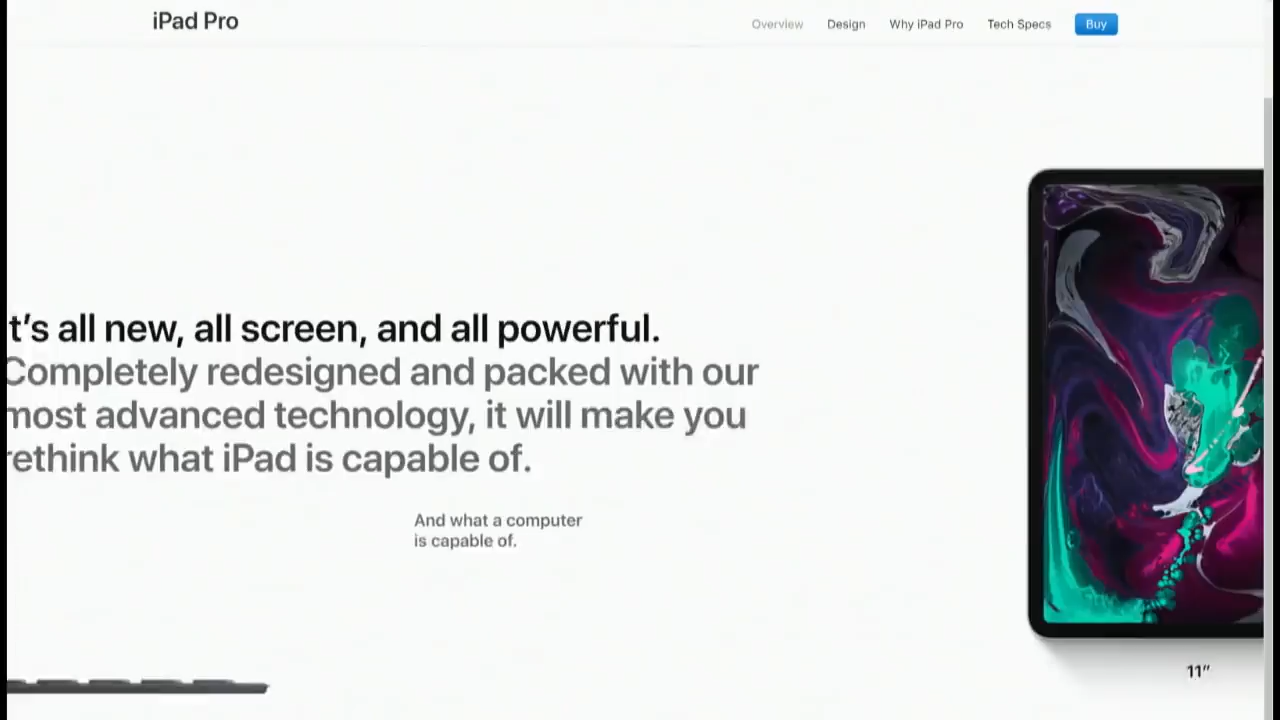 iPad Pro
Overview Design Why iPad Pro Tech Specs Buy
t’s all new, all screen, and all powerful.
Completely redesigned and packed with our
most advanced technology, it will make you
rethink what iPad is capable of.
And what a computer
is capable of.
11”